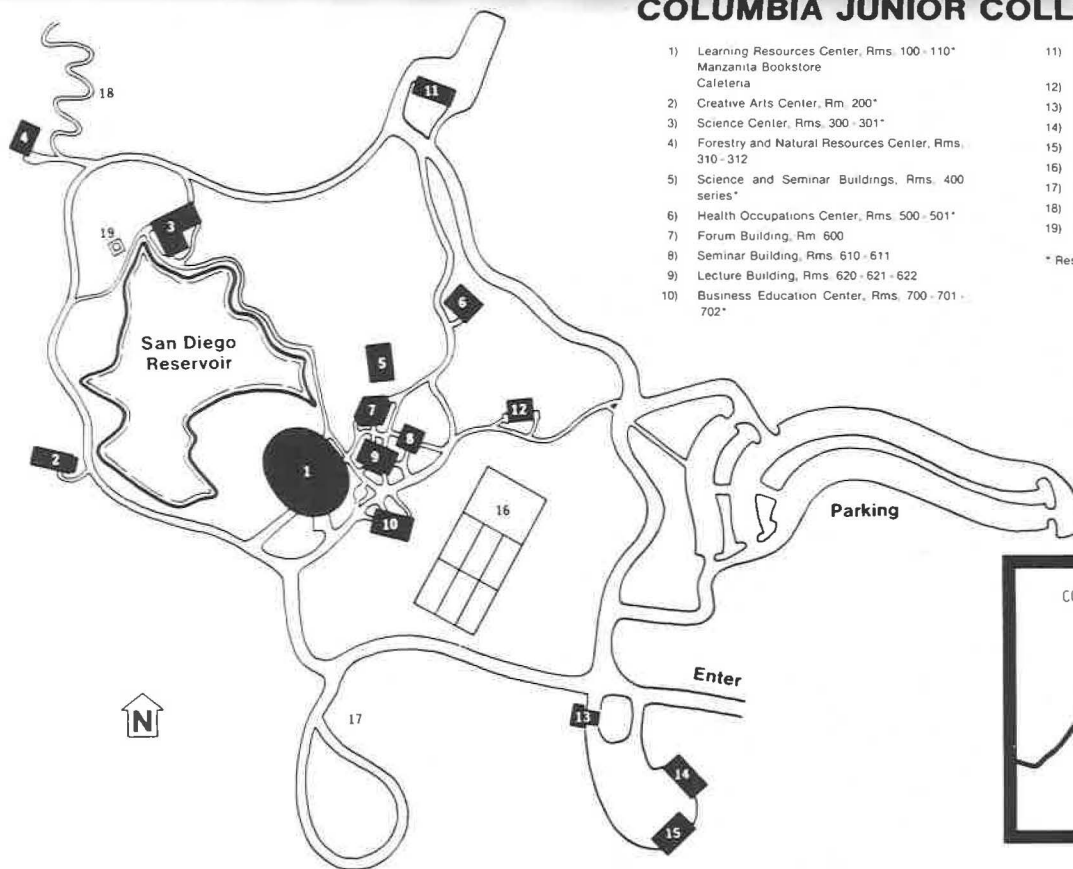 COLUMBIA JUNIOR COLL
1) Learning Resources Center, Rms. 100 - 110*
Manzanita Bookstore
Cafeteria
2) Creative Arts Center, Rm. 200*
3) Science Center, Rms. 300 - 301*
4) Forestry and Natural Resources Center, Rms.
310 - 312
5) Science and Seminar Buildings, Rms. 400
series*
6) Health Occupations Center, Rms. 500 - 501*
7) Forum Building, Rm 600
8) Seminar Building, Rms. 610 - 611
9) Lecture Building, Rms. 620 - 621 - 622
10) Business Education Center, Rms. 700 - 701 -
702*
11)
12)
13)
14)
15)
16)
17)
18)
19)
* Res
18
11
4
19
3
6
San Diego
Reservoir
5
7
12
8
2
1
9
16
Parking
10
CO
Enter
N
17
13
14
15